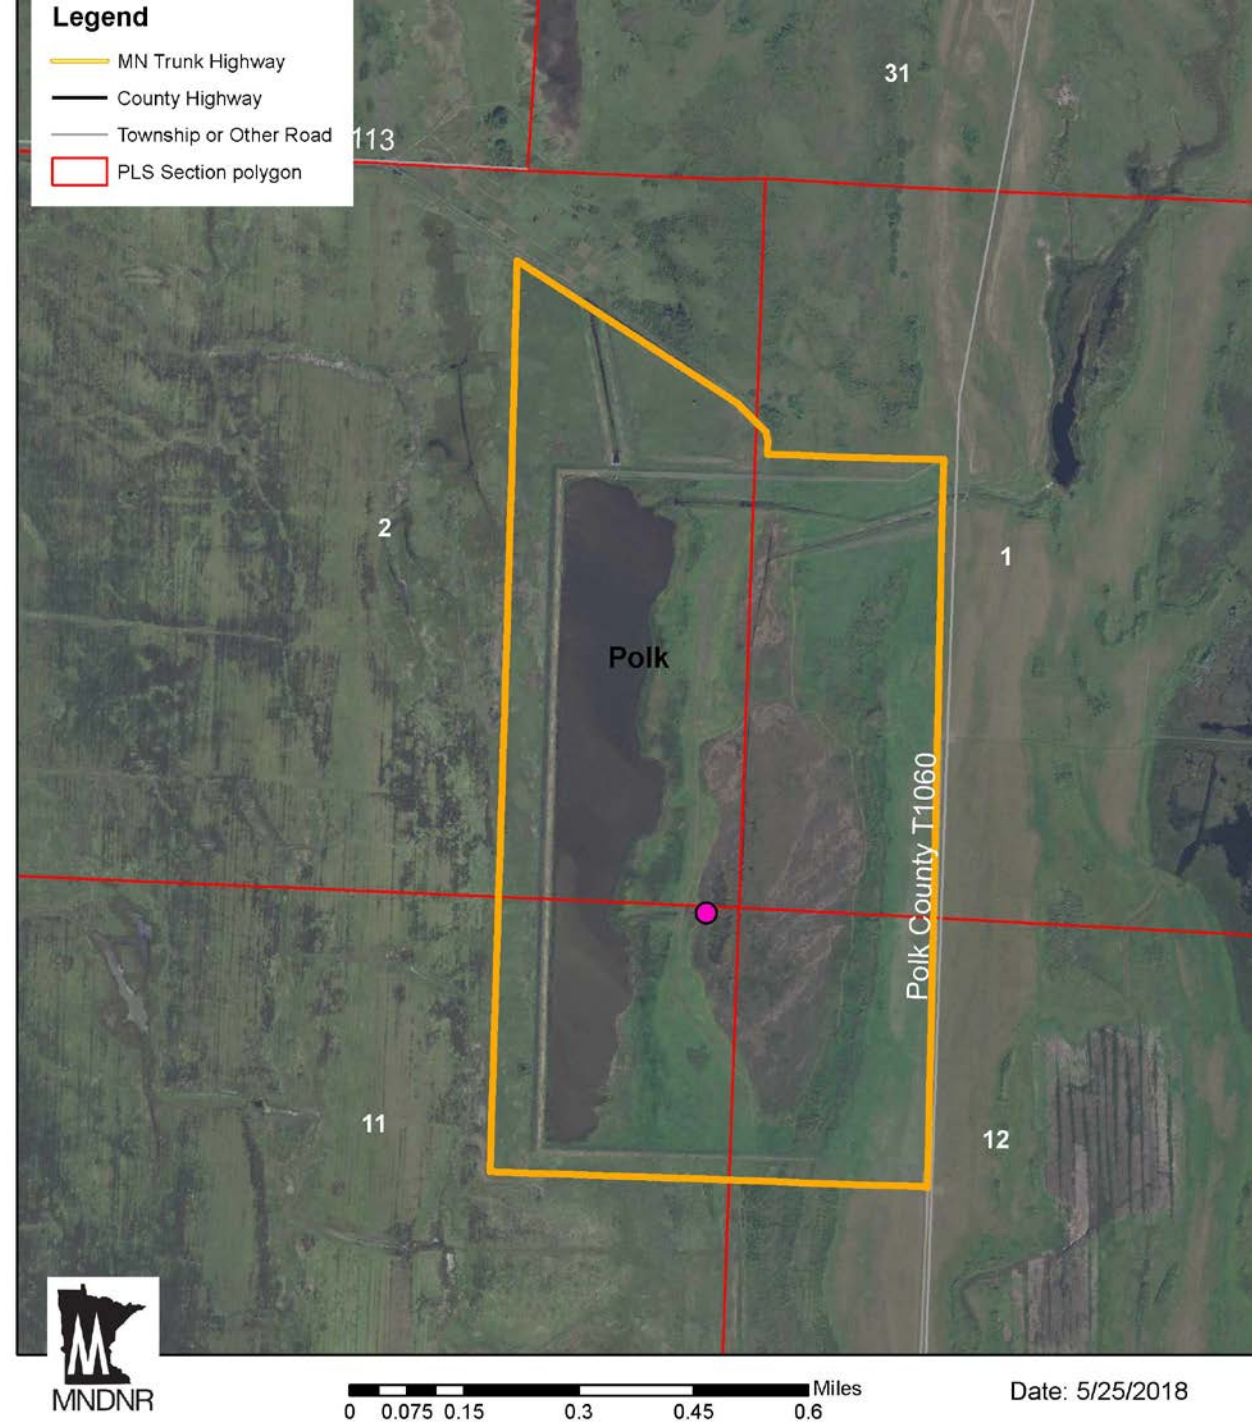 Legend
MN Trunk Highway
County Highway
Township or Other Road
PLS Section polygon
113
31
2
1
Polk
Polk County T1060
11
12
MNDNR
0 0.075 0.15 0.3 0.45 0.6
Miles
Date: 5/25/2018